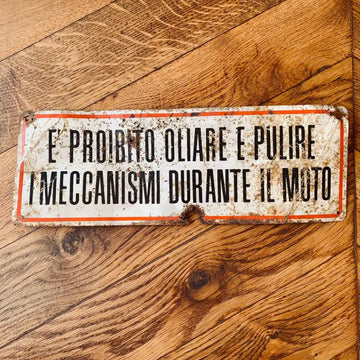 E PROIBITO OLIARE E PULIRE
I MECCANISMI DURANTE IL MOTO